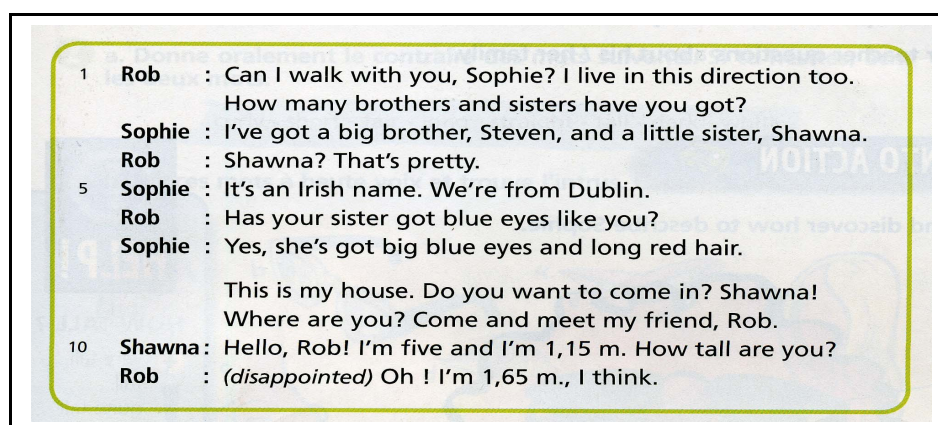 1 Rob : Can I walk with you, Sophie? I live in this direction too.
How many brothers and sisters have you got?
Sophie : I've got a big brother, Steven, and a little sister, Shawna.
Rob : Shawna? That's pretty.
5 Sophie : It's an Irish name. We're from Dublin.
Rob : Has your sister got blue eyes like you?
Sophie : Yes, she's got big blue eyes and long red hair.
This is my house. Do you want to come in? Shawna!
Where are you? Come and meet my friend, Rob.
10 Shawna : Hello, Rob! I'm five and I'm 1,15 m. How tall are you?
Rob : (disappointed) Oh ! I'm 1,65 m., I think.